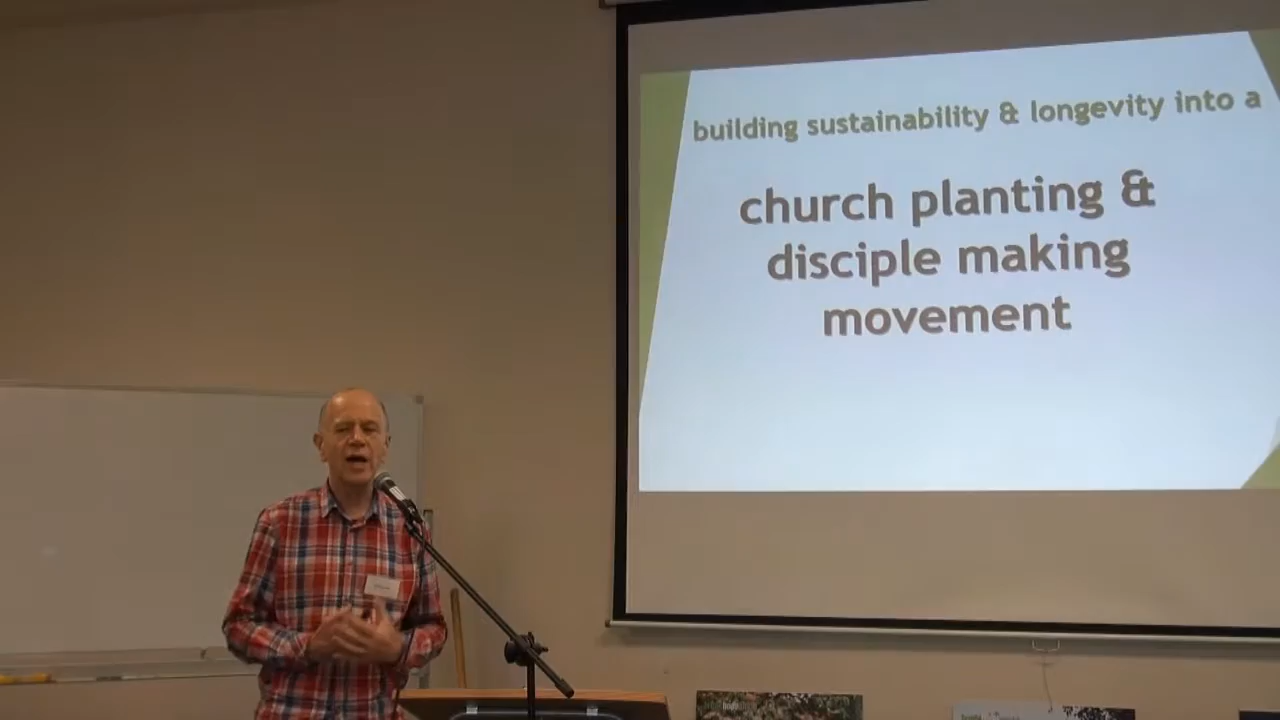 building sustainability & longevity into a
church planting &
disciple making
movement